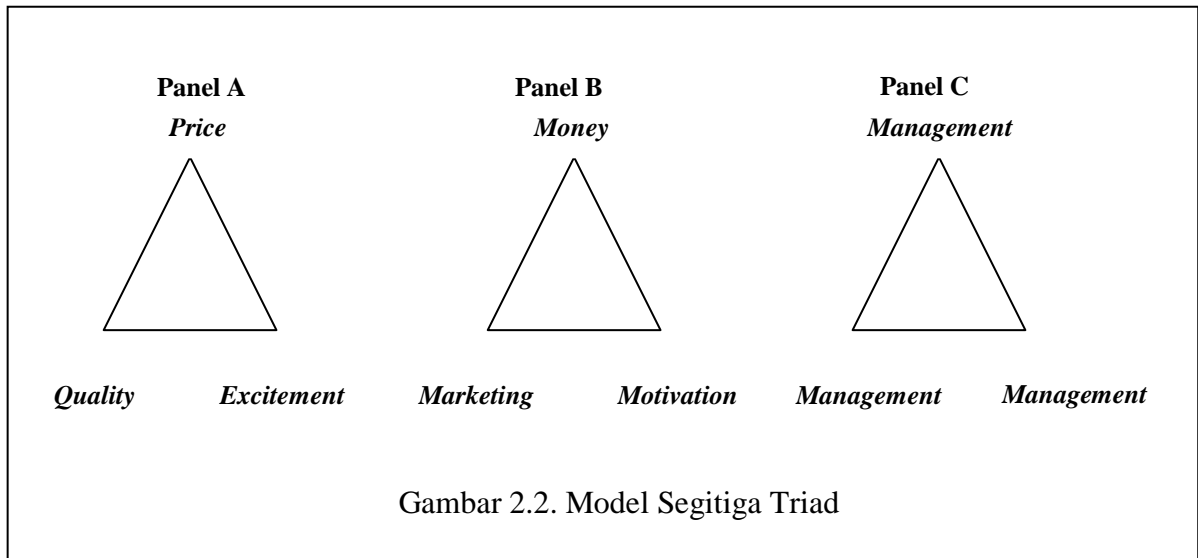 Panel A Panel B Panel C
Price Money Management
Quality Excitement Marketing Motivation Management Management
Gambar 2.2. Model Segitiga Triad